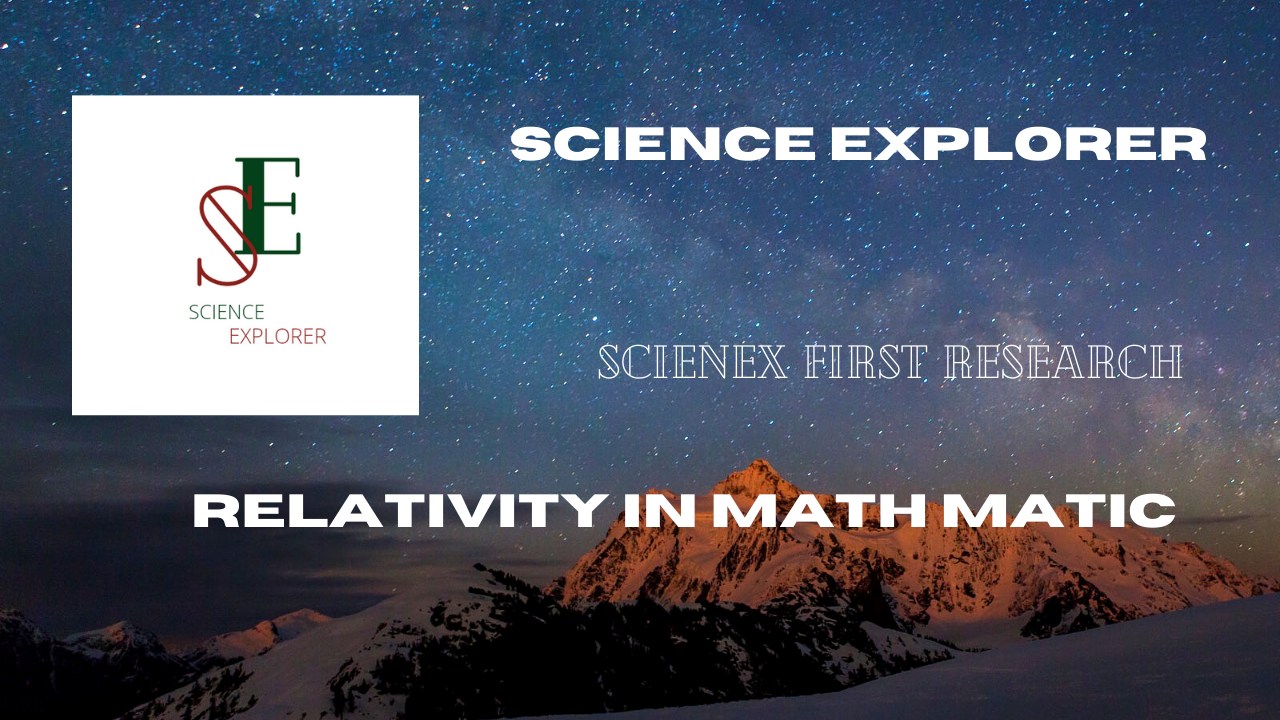 SE
SCIENCE
EXPLORER
SCIENCE EXPLORER
SCIENEX FIRST RESEARCH
RELATIVITY IN MATH MATIC